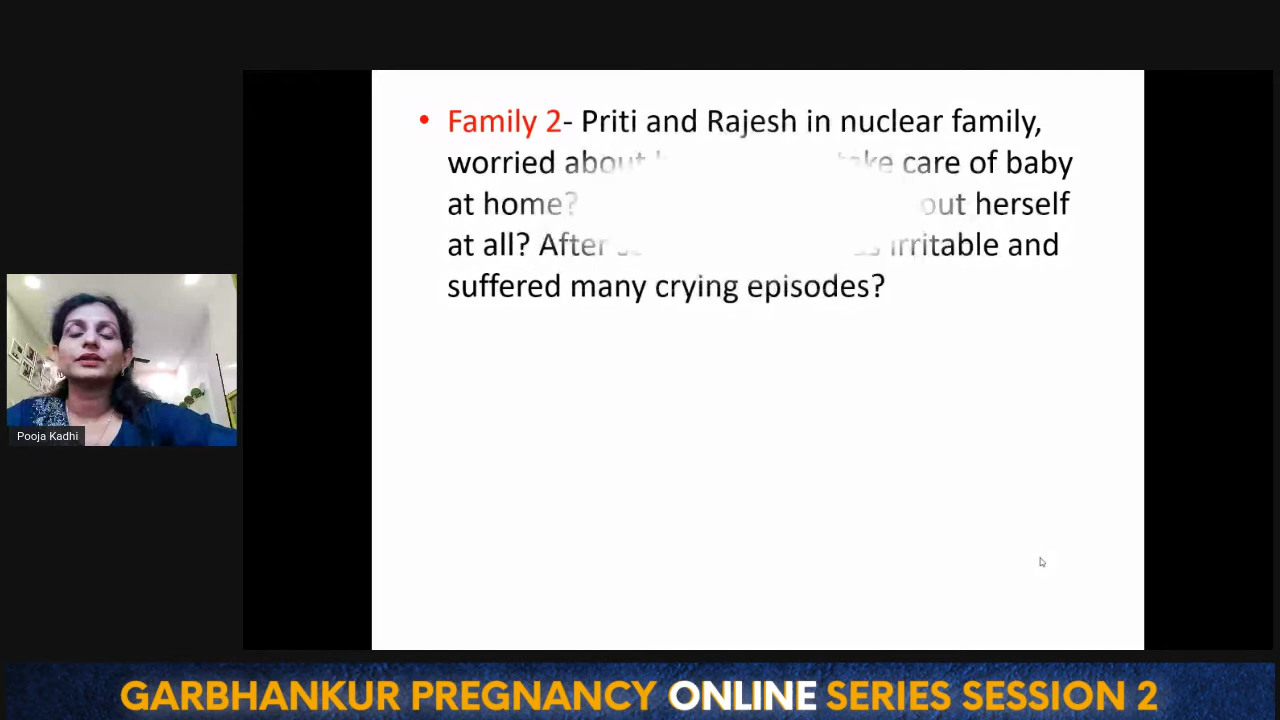 • Family 2- Priti and Rajesh in nuclear family,
worried about care of baby
at home? herself
at all? After irritable and
suffered many crying episodes?
Pooja Kadhi
GARBHANKUR PREGNANCY ONLINE SERIES SESSION 2